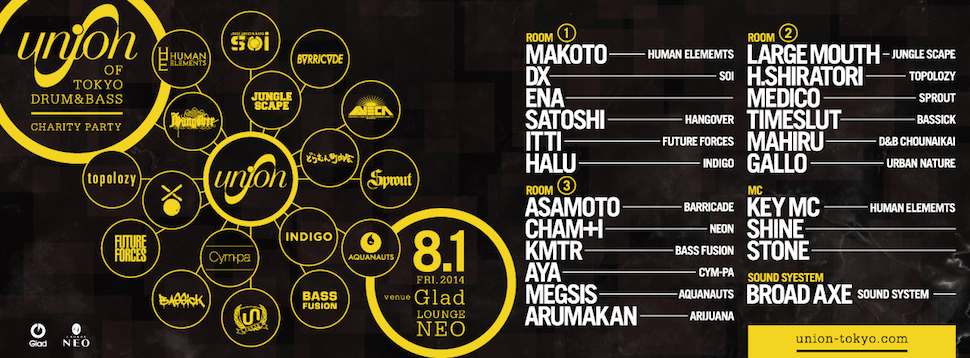 union
OF
TOKYO
DRUM&BASS
CHARITY PARTY
HUMAN
ELEMENTS
SOI
BARRICADE
JUNGLE
SCAPE
Hangover
topolozy
union
Sprout
FUTURE
FORCES
Cym-pa
INDIGO
AQUANAUTS
BASSICK
BASS
FUSION
8.1
FRI. 2014
venue Glad
LOUNGE
NEO
Glad
LOUNGE
NEO
ROOM 1
MAKOTO HUMAN ELEMEMTS
DX SOI
ENA
SATOSHI HANGOVER
ITTI FUTURE FORCES
HALU INDIGO
ROOM 3
ASAMOTO BARRICADE
CHAM+I NEON
KMTR BASS FUSION
AYA CYM-PA
MEGSIS AQUANAUTS
ARUMAKAN ARIJUANA
ROOM 2
LARGE MOUTH JUNGLE SCAPE
H.SHIRATORI TOPOLOZY
MEDICO SPROUT
TIMESLUT BASSICK
MAHIRU D&B CHOUNAIKAI
GALLO URBAN NATURE
MC
KEY MC HUMAN ELEMEMTS
SHINE
STONE
SOUND SYESTEM
BROAD AXE SOUND SYSTEM
union-tokyo.com